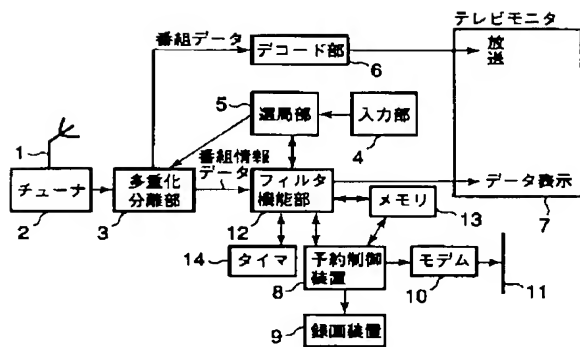 テレビモニタ
番組データ
デコード部
6
放送
5
選局部
入力部
4
1
番組情報データ
チューナ
2
多重化分離部
3
フィルタ機能部
12
メモリ
13
データ表示
7
14
タイマ
予約制御装置
8
モデム
10
11
9
録画装置